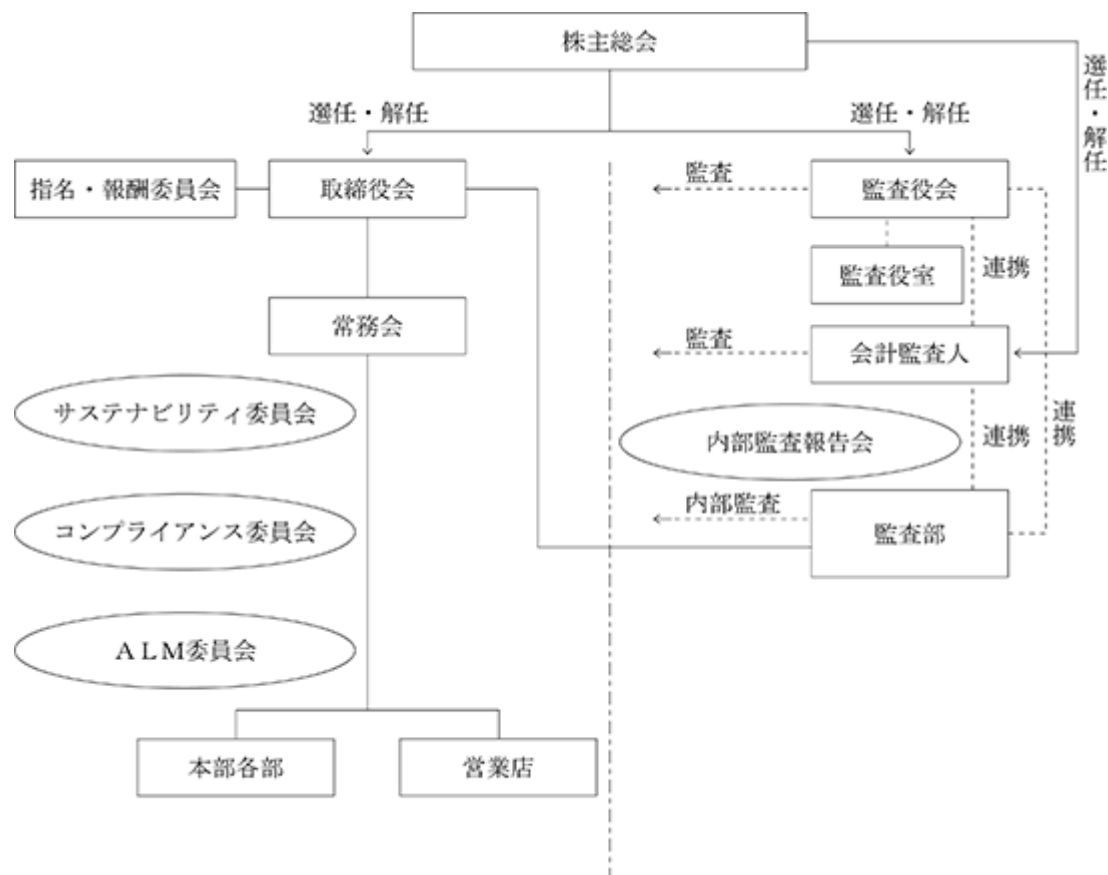 株主総会
選任・解任
選任・解任
選任・解任
指名・報酬委員会
取締役会
監査
監査役会
監査役室
連携
常務会
監査
会計監査人
サステナビリティ委員会
内部監査報告会
連携
連携
内部監査
監査部
コンプライアンス委員会
ALM委員会
本部各部
営業店